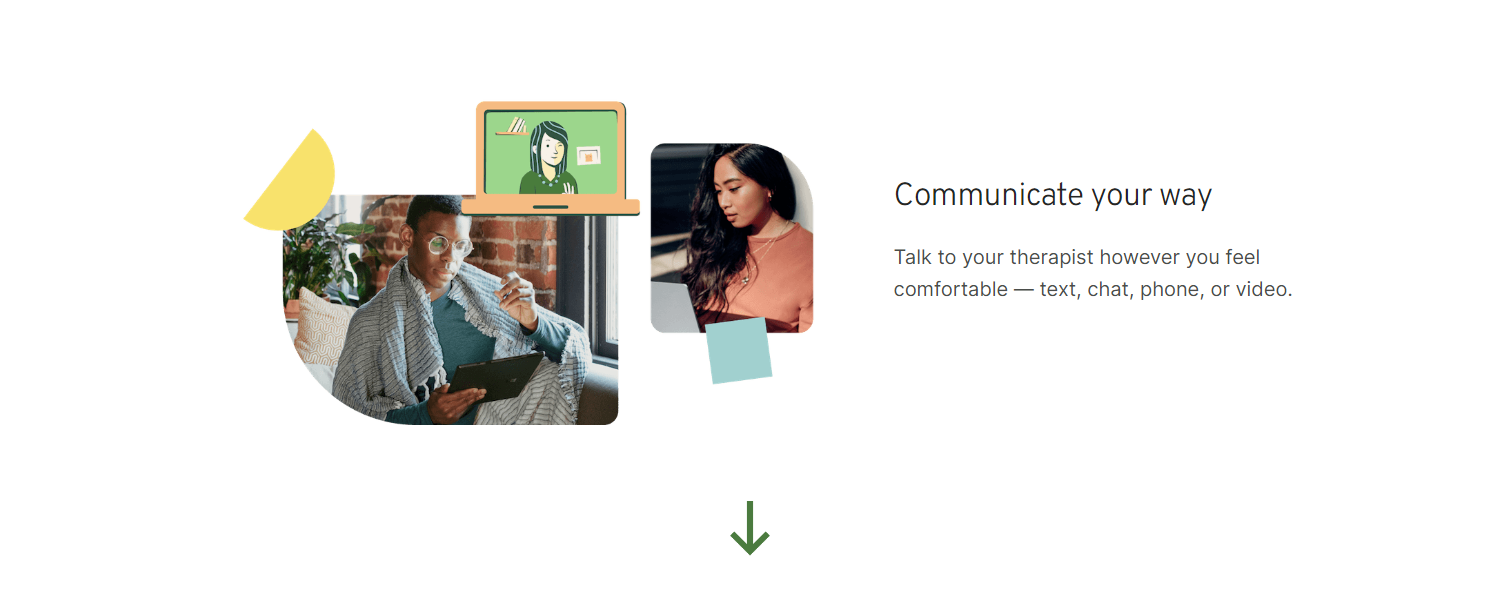 Communicate your way
Talk to your therapist however you feel
comfortable — text, chat, phone, or video.